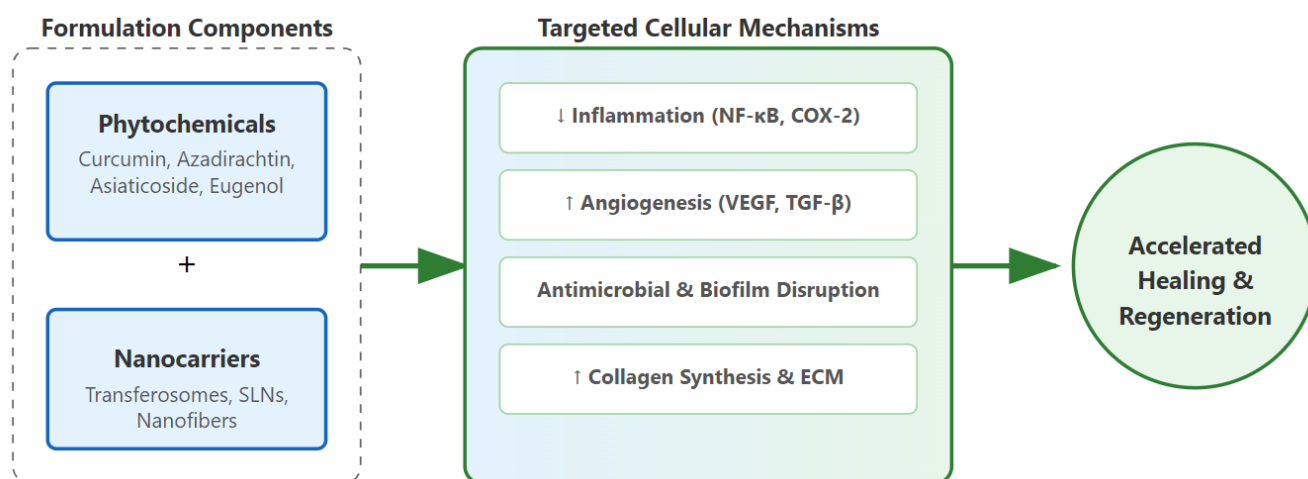 Formulation Components
Phytochemicals
Curcumin, Azadirachtin,
Asiaticoside, Eugenol
+
Nanocarriers
Transferosomes, SLNs,
Nanofibers
Targeted Cellular Mechanisms
↓ Inflammation (NF-κB, COX-2)
↑ Angiogenesis (VEGF, TGF-β)
Antimicrobial & Biofilm Disruption
↑ Collagen Synthesis & ECM
Accelerated
Healing &
Regeneration